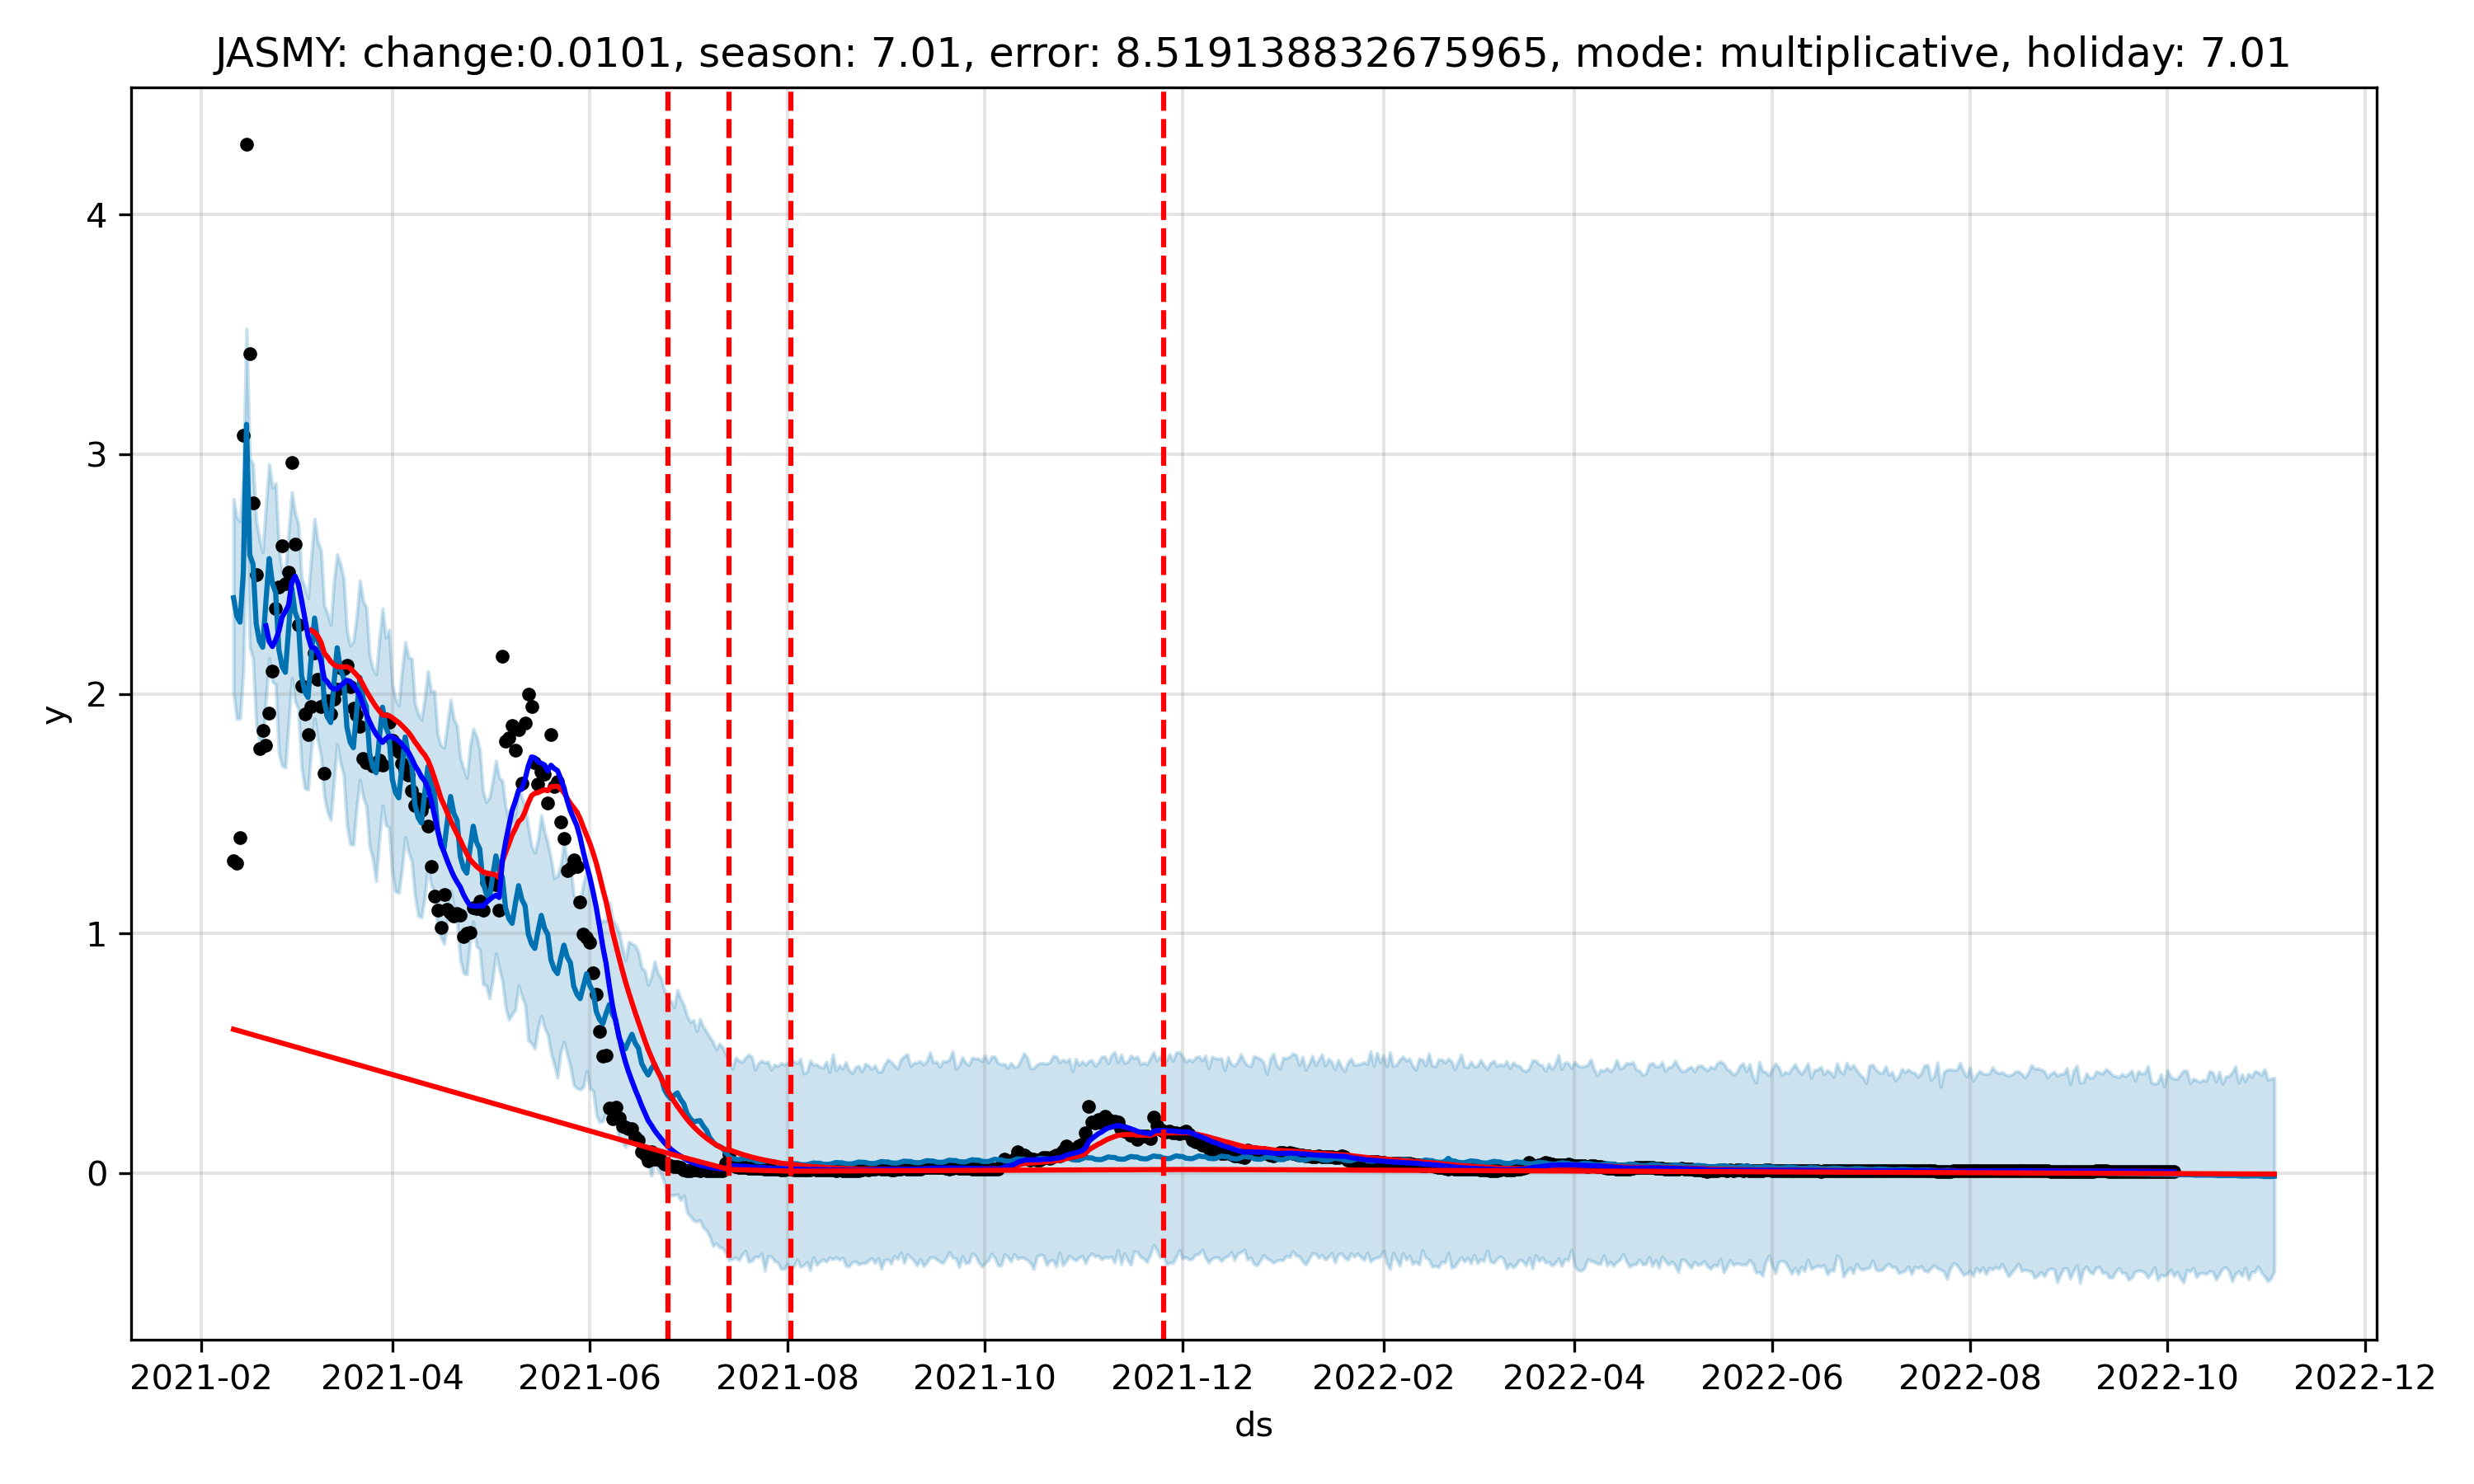 JASMY: change:0.0101, season: 7.01, error: 8.519138832675965, mode: multiplicative, holiday: 7.01
4
3
2
1
0
y
2021-02 2021-04 2021-06 2021-08 2021-10 2021-12 2022-02 2022-04 2022-06 2022-08 2022-10 2022-12
ds